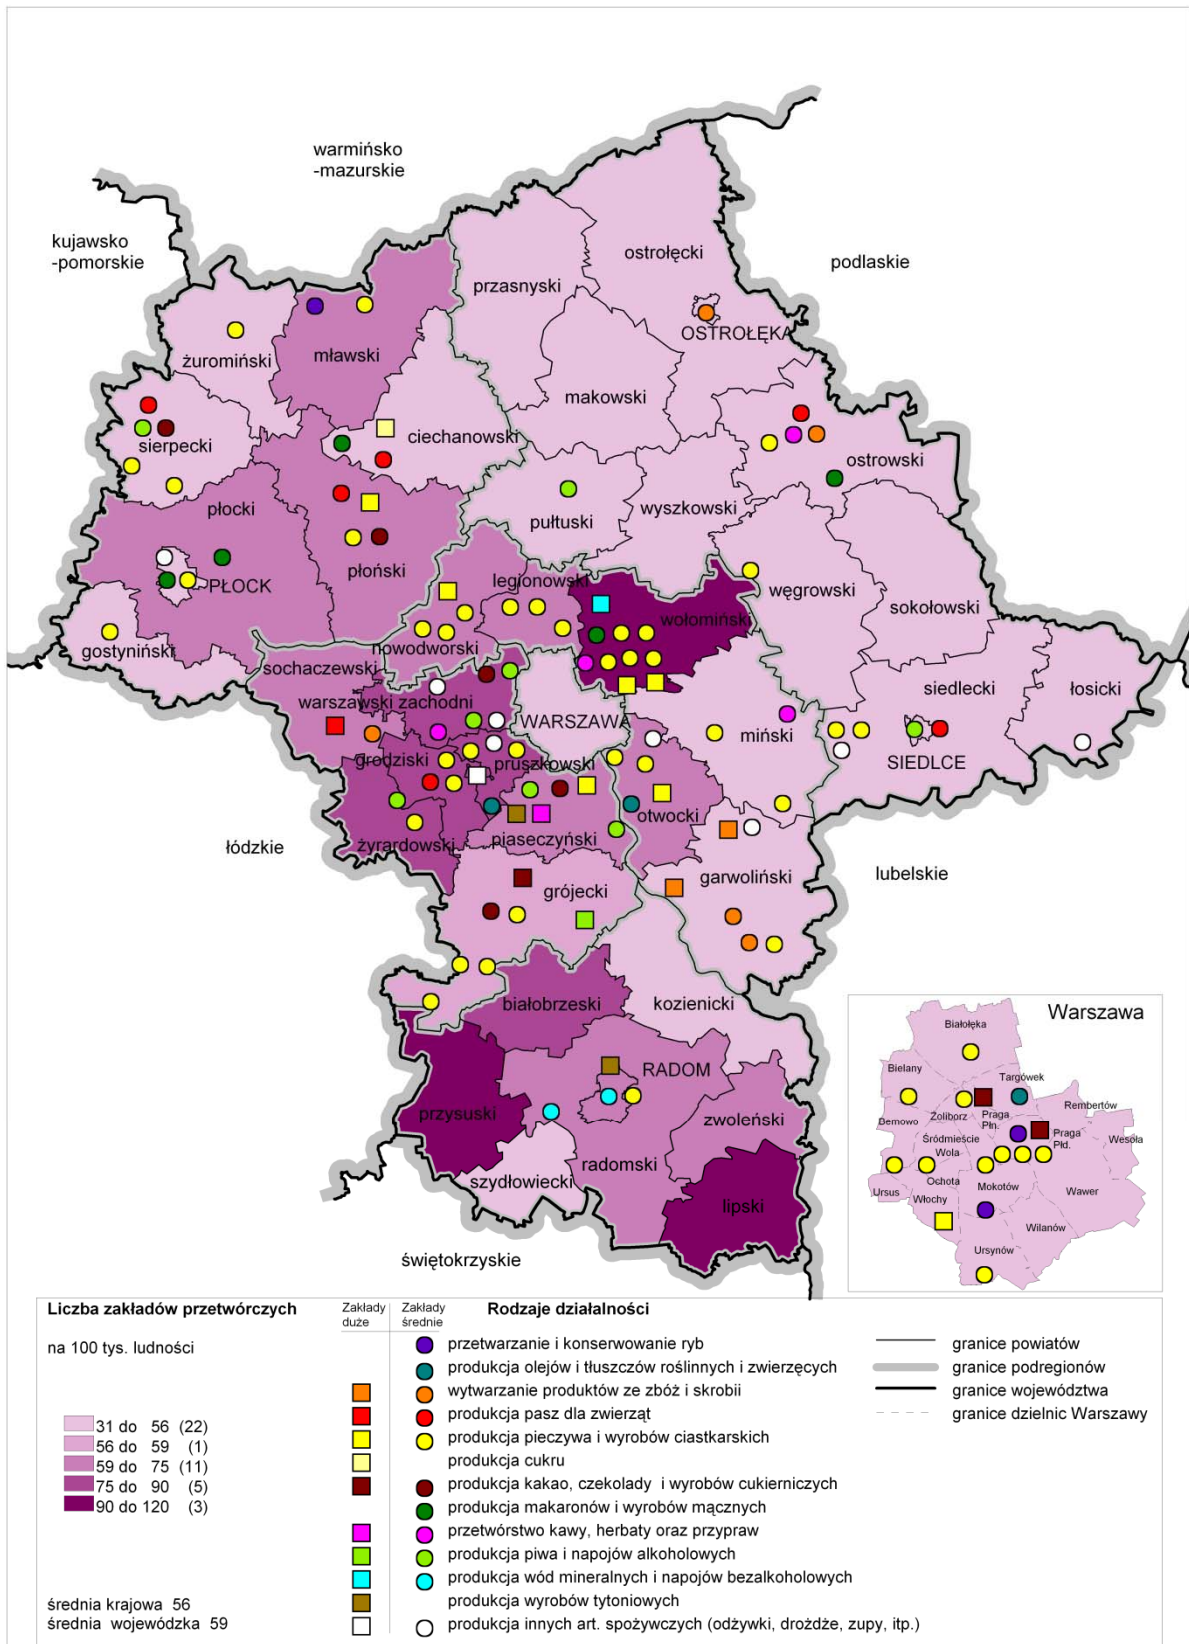 warmińsko
-mazurskie
kujawsko
-pomorskie
podlaskie
ostrołęcki
przasnyski
OSTROŁĘKA
żuromiński
mławski
makowski
ciechanowski
sierpecki
ostrowski
płocki
pułtuski
wyszkowski
płoński
legionowski
węgrowski
PŁOCK
sokołowski
wołomiński
gostyniński
nowodworski
sochaczewski
siedlecki
łosicki
warszawski zachodni
WARSZAWA
miński
grodziski
pruszkowski
SIEDLCE
otwocki
łódzkie
żyrardowski
piaseczyński
garwoliński
lubelskie
grójecki
białobrzeski
kozienicki
RADOM
przysuski
zwoleński
radomski
szydłowiecki
lipski
świętokrzyskie
Warszawa
Białołęka
Bielany
Targówek
Rembertów
Bemowo
Żoliborz
Praga
Płn.
Praga
Płd.
Wesoła
Śródmieście
Wola
Ochota
Mokotów
Ursus
Włochy
Wawer
Wilanów
Ursynów
Liczba zakładów przetwórczych
na 100 tys. ludności
31 do 56 (22)
56 do 59 (1)
59 do 75 (11)
75 do 90 (5)
90 do 120 (3)
średnia krajowa 56
średnia wojewódzka 59
Zakłady
duże
Zakłady
średnie
Rodzaje działalności
przetwarzanie i konserwowanie ryb
produkcja olejów i tłuszczów roślinnych i zwierzęcych
wytwarzanie produktów ze zbóż i skrobii
produkcja pasz dla zwierząt
produkcja pieczywa i wyrobów ciastkarskich
produkcja cukru
produkcja kakao, czekolady i wyrobów cukierniczych
produkcja makaronów i wyrobów mącznych
przetwórstwo kawy, herbaty oraz przypraw
produkcja piwa i napojów alkoholowych
produkcja wód mineralnych i napojów bezalkoholowych
produkcja wyrobów tytoniowych
produkcja innych art. spożywczych (odżywki, drożdże, zupy, itp.)
granice powiatów
granice podregionów
granice województwa
granice dzielnic Warszawy